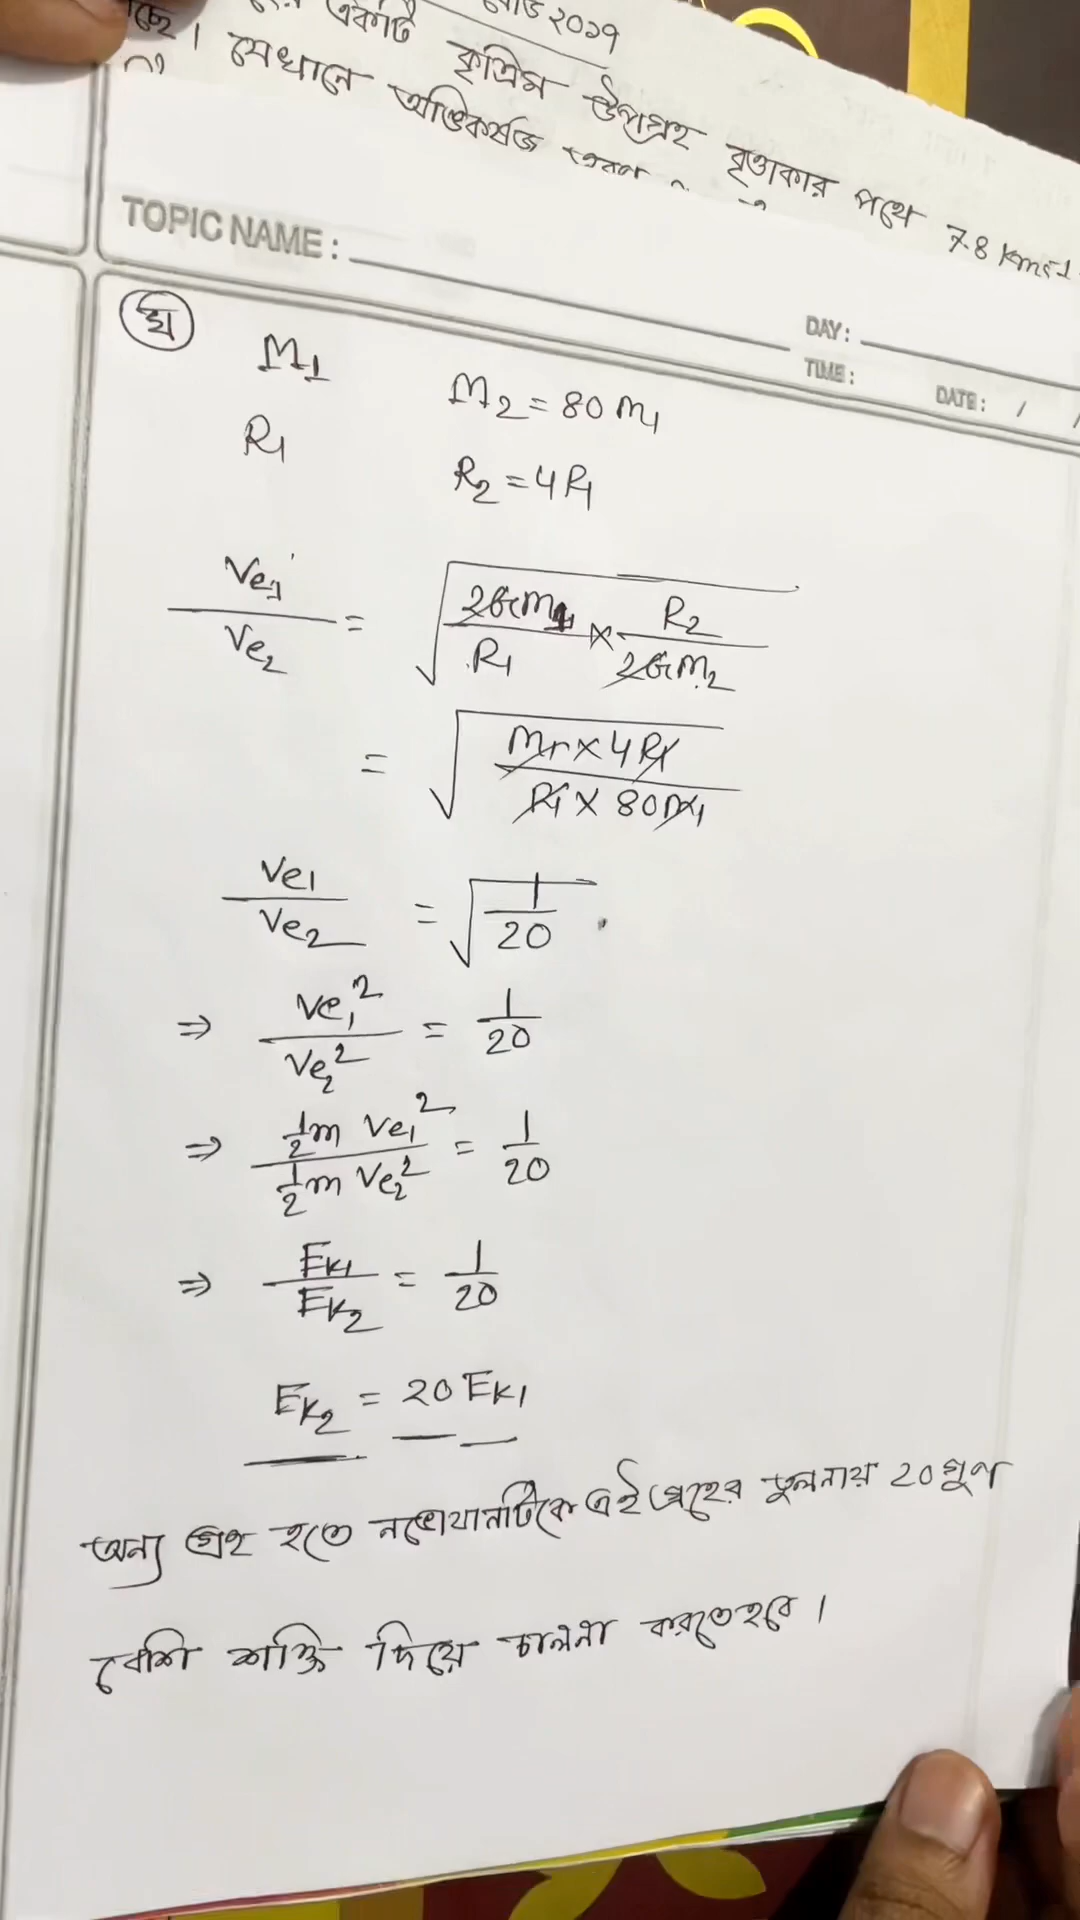 বোর্ড ২০১৭
একটি কৃত্রিম উপগ্রহ বৃত্তাকার পথে 7.8 kms-1
ছে। সেখানে অভিকর্ষজ ত্বরণ
TOPIC NAME :
DAY :
TIME :
DATE : / /
ঘ
M1
M2 = 80 M1
R1
R2 = 4R1
Ve1 / Ve2 = √(2GM1 / R1 × R2 / 2GM2)
= √(M1 × 4R1 / R1 × 80M1)
Ve1 / Ve2 = √(1 / 20)
⇒ Ve1² / Ve2² = 1 / 20
⇒ ½m Ve1² / ½m Ve2² = 1 / 20
⇒ EK1 / EK2 = 1 / 20
EK2 = 20 EK1
অন্য গ্রহ হতে নভোযানটিকে এই গ্রহের তুলনায় 20 গুণ
বেশি শক্তি দিয়ে চালনা করতে হবে।